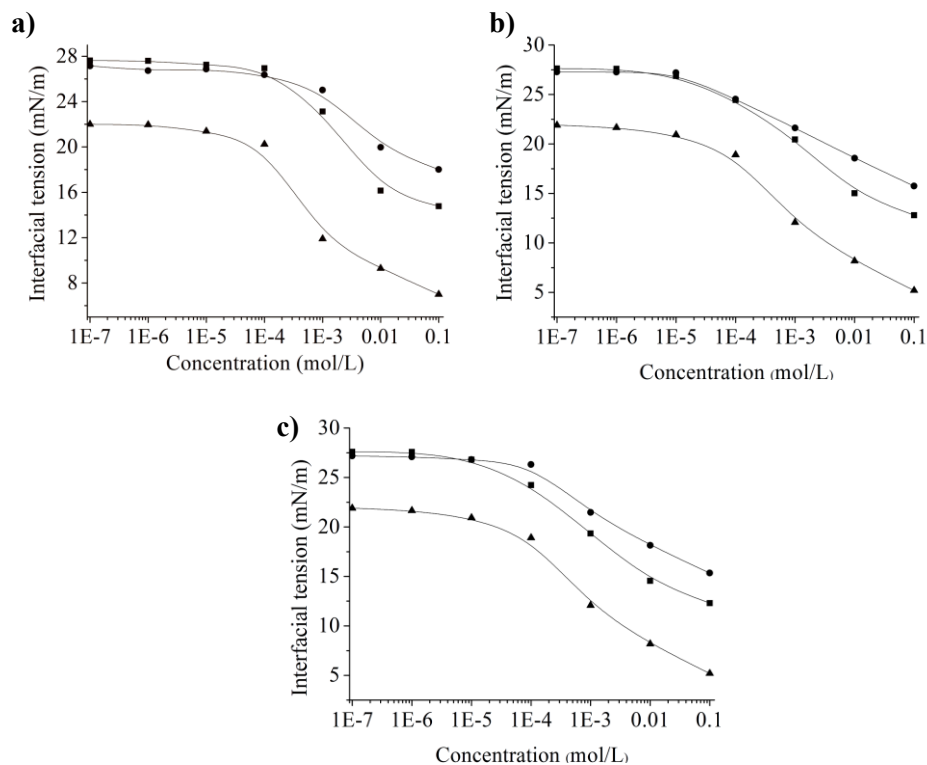 a)
28
24
20
16
12
8
Interfacial tension (mN/m)
1E-7 1E-6 1E-5 1E-4 1E-3 0.01 0.1
Concentration (mol/L)
b)
30
25
20
15
10
5
Interfacial tension (mN/m)
1E-7 1E-6 1E-5 1E-4 1E-3 0.01 0.1
Concentration (mol/L)
c)
30
25
20
15
10
5
Interfacial tension (mN/m)
1E-7 1E-6 1E-5 1E-4 1E-3 0.01 0.1
Concentration (mol/L)